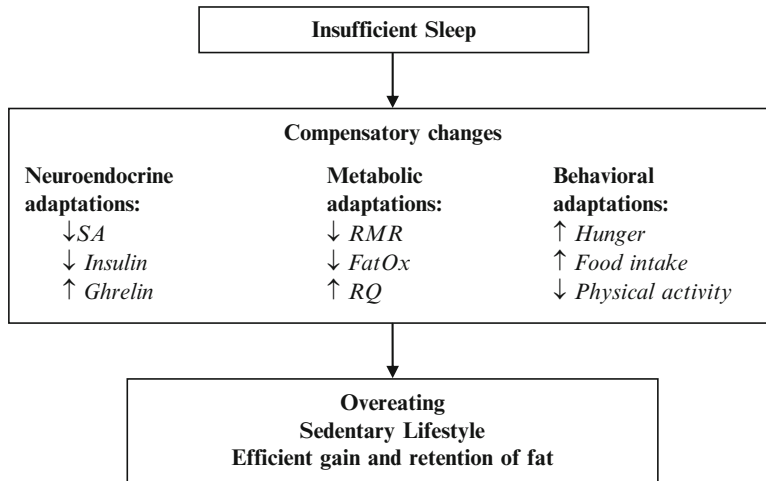 Insufficient Sleep
Compensatory changes
Neuroendocrine
adaptations:
↓SA
↓ Insulin
↑ Ghrelin
Metabolic
adaptations:
↓ RMR
↓ FatOx
↑ RQ
Behavioral
adaptations:
↑ Hunger
↑ Food intake
↓ Physical activity
Overeating
Sedentary Lifestyle
Efficient gain and retention of fat